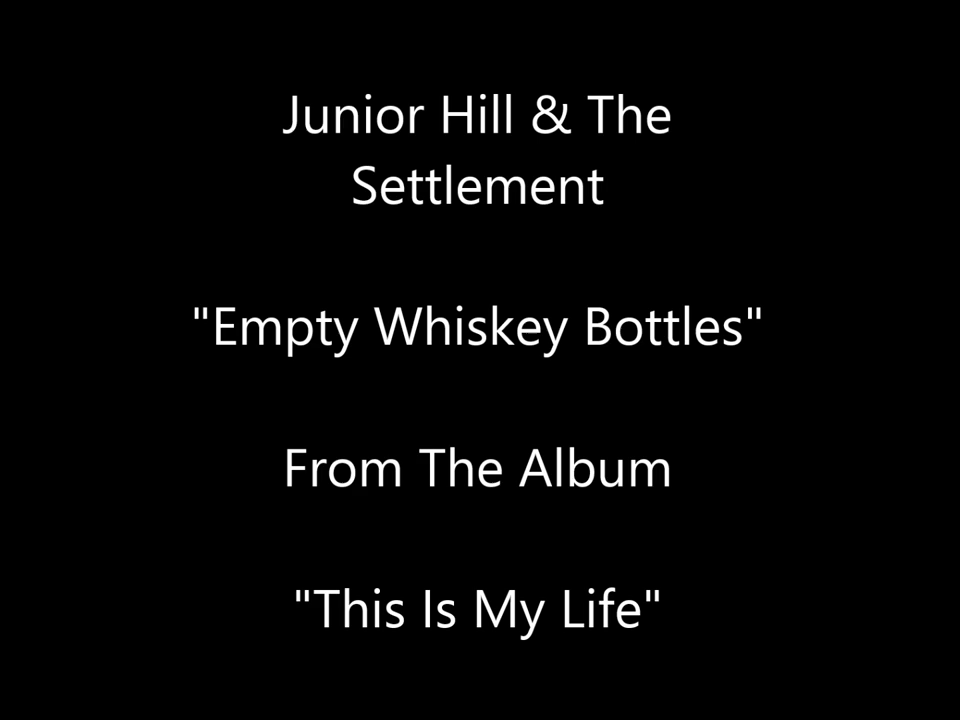 Junior Hill & The
Settlement
"Empty Whiskey Bottles"
From The Album
"This Is My Life"